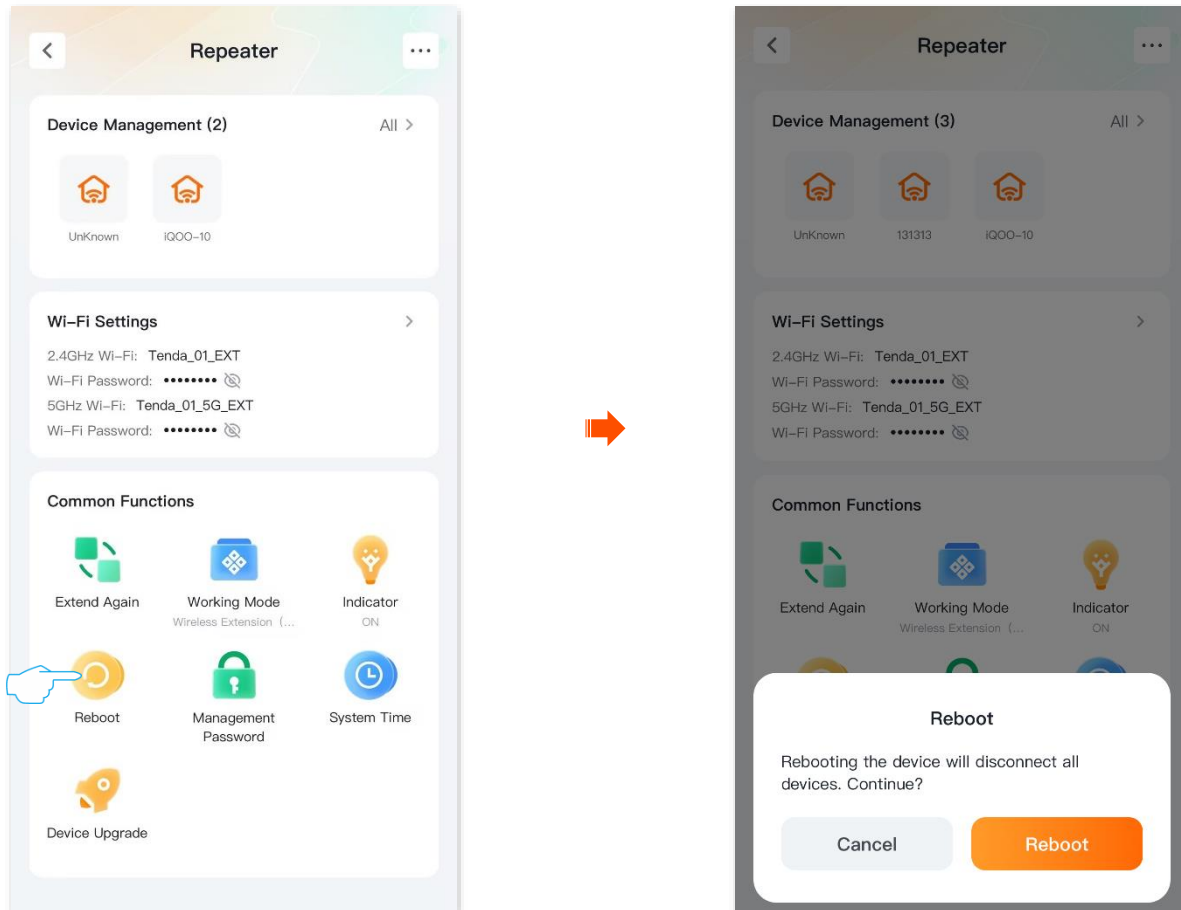 Repeater
...
Device Management (2)
All >
UnKnown
iQOO-10
Wi-Fi Settings
2.4GHz Wi-Fi: Tenda_01_EXT
Wi-Fi Password: ••••••••
5GHz Wi-Fi: Tenda_01_5G_EXT
Wi-Fi Password: ••••••••
Common Functions
Extend Again
Working Mode
Wireless Extension (...
Indicator
ON
Reboot
Management
Password
System Time
Device Upgrade
Repeater
...
Device Management (3)
All >
UnKnown
131313
iQOO-10
Wi-Fi Settings
2.4GHz Wi-Fi: Tenda_01_EXT
Wi-Fi Password: ••••••••
5GHz Wi-Fi: Tenda_01_5G_EXT
Wi-Fi Password: ••••••••
Common Functions
Extend Again
Working Mode
Wireless Extension (...
Indicator
ON
Reboot
Rebooting the device will disconnect all
devices. Continue?
Cancel
Reboot